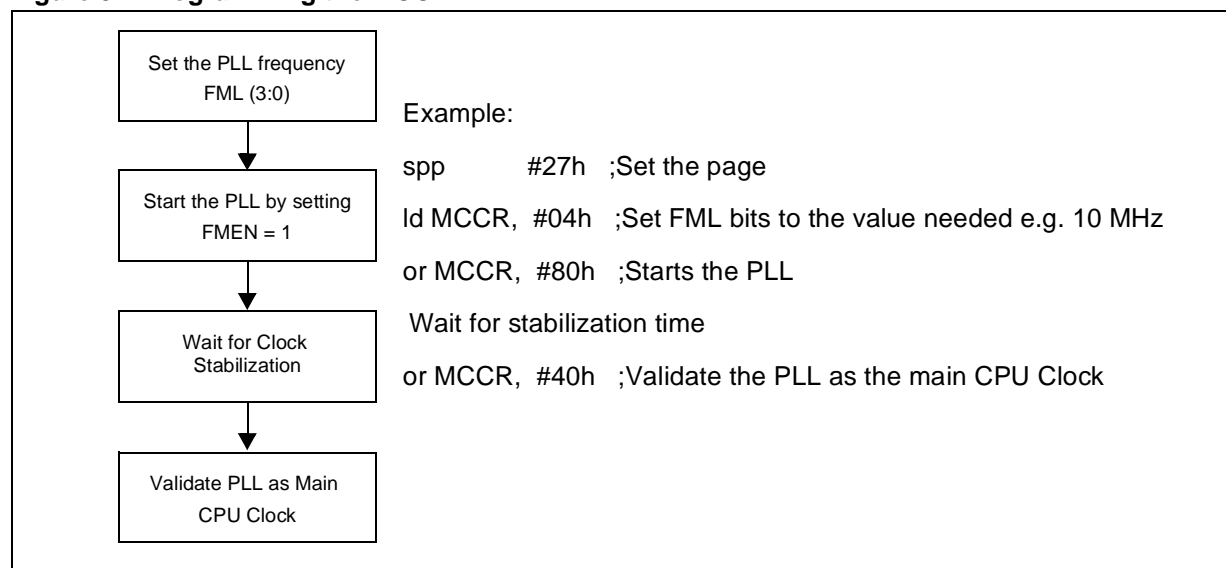 Set the PLL frequency
FML (3:0)
Start the PLL by setting
FMEN = 1
Wait for Clock
Stabilization
Validate PLL as Main
CPU Clock
Example:
spp #27h ;Set the page
ld MCCR, #04h ;Set FML bits to the value needed e.g. 10 MHz
or MCCR, #80h ;Starts the PLL
Wait for stabilization time
or MCCR, #40h ;Validate the PLL as the main CPU Clock